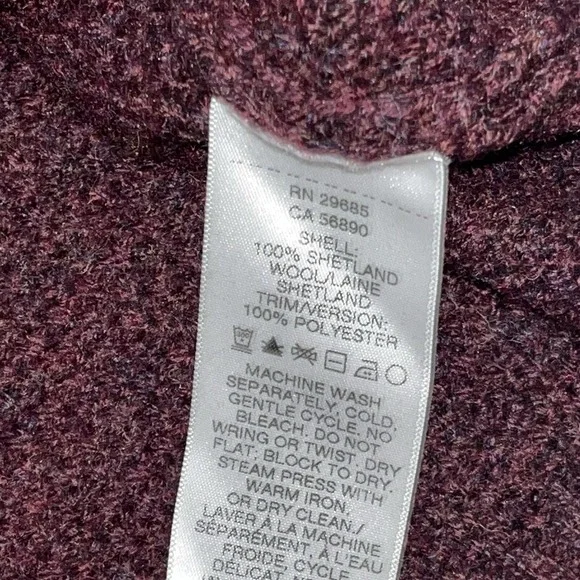 RN 29685
CA 56890
SHELL:
100% SHETLAND
WOOL/LAINE
SHETLAND
TRIM/VERSION:
100% POLYESTER
MACHINE WASH
SEPARATELY, COLD,
GENTLE CYCLE. NO
BLEACH. DO NOT
WRING OR TWIST. DRY
FLAT; BLOCK TO DRY.
STEAM PRESS WITH
WARM IRON,
OR DRY CLEAN./
LAVER À LA MACHINE
SÉPARÉMENT, À L'EAU
FROIDE, CYCLE